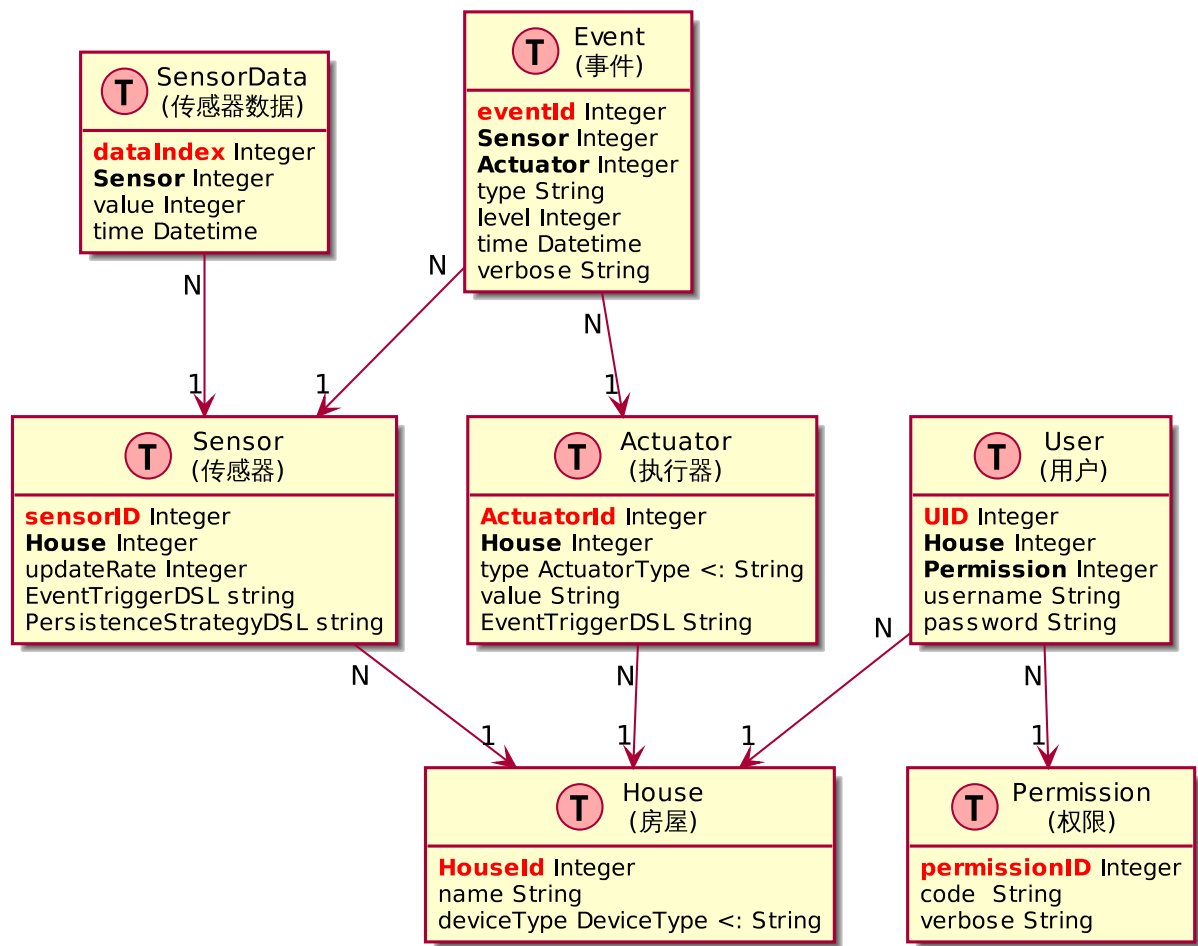 T
SensorData
(传感器数据)
dataIndex Integer
Sensor Integer
value Integer
time Datetime
T
Event
(事件)
eventId Integer
Sensor Integer
Actuator Integer
type String
level Integer
time Datetime
verbose String
N
1
N
1
N
1
T
Sensor
(传感器)
sensorID Integer
House Integer
updateRate Integer
EventTriggerDSL string
PersistenceStrategyDSL string
T
Actuator
(执行器)
ActuatorId Integer
House Integer
type ActuatorType <: String
value String
EventTriggerDSL String
T
User
(用户)
UID Integer
House Integer
Permission Integer
username String
password String
N
1
N
1
N
1
N
1
T
House
(房屋)
HouseId Integer
name String
deviceType DeviceType <: String
T
Permission
(权限)
permissionID Integer
code  String
verbose String